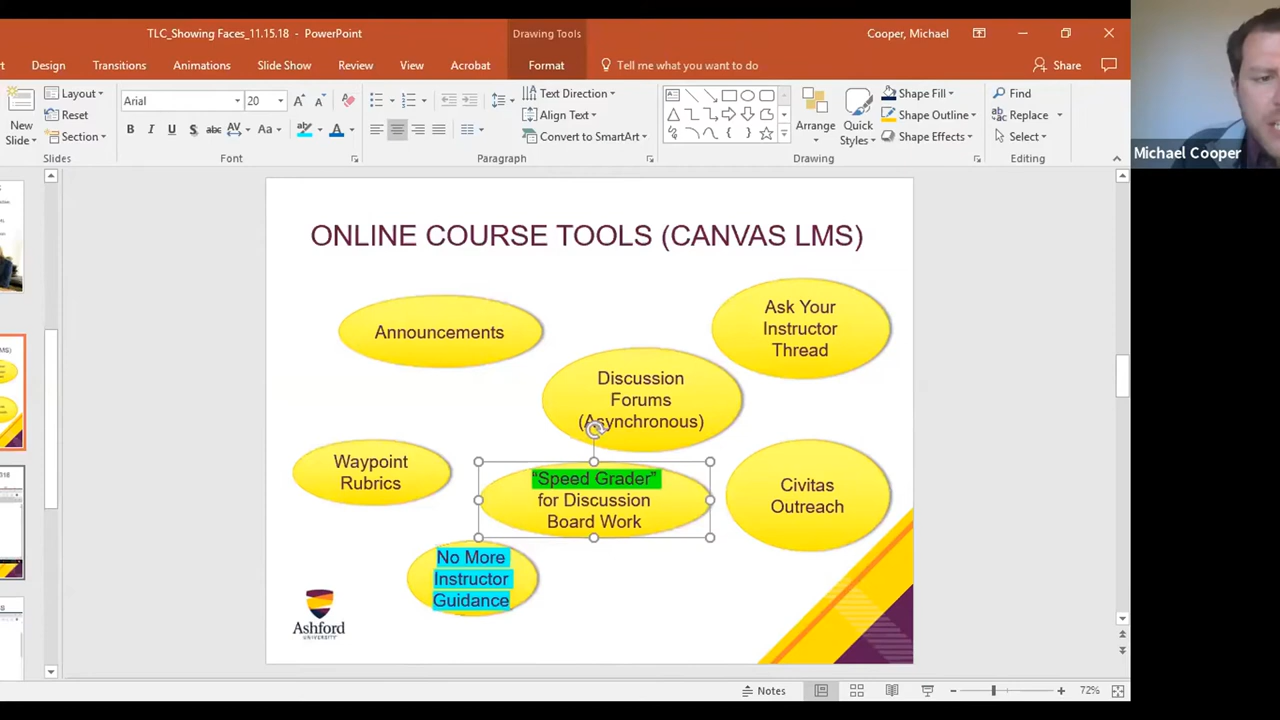 TLC_Showing Faces_11.15.18 - PowerPoint
Drawing Tools
Cooper, Michael
Design
Transitions
Animations
Slide Show
Review
View
Acrobat
Format
Tell me what you want to do
Share
New
Slide
Layout
Reset
Section
Slides
Arial
20
B I U S abc AV Aa A
Font
Text Direction
Align Text
Convert to SmartArt
Paragraph
Arrange
Quick
Styles
Shape Fill
Shape Outline
Shape Effects
Drawing
Find
Replace
Select
Editing
Michael Cooper
ONLINE COURSE TOOLS (CANVAS LMS)
Announcements
Ask Your
Instructor
Thread
Discussion
Forums
(Asynchronous)
Waypoint
Rubrics
“Speed Grader”
for Discussion
Board Work
Civitas
Outreach
No More
Instructor
Guidance
Ashford
UNIVERSITY
Notes
72%